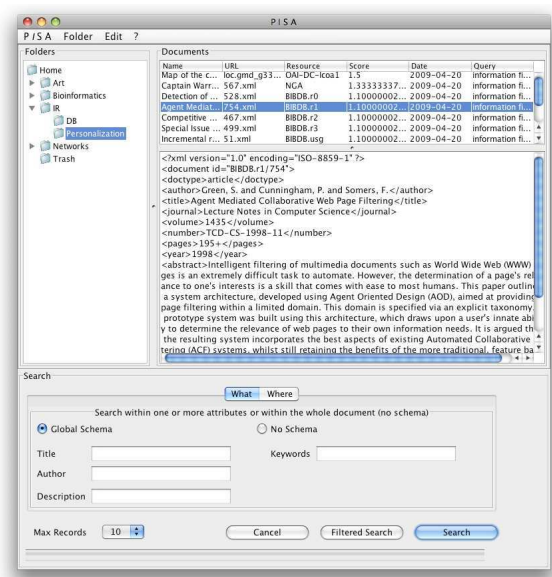 PISA
PISA Folder Edit ?
Folders
Home
Art
Bioinformatics
IR
DB
Personalization
Networks
Trash
Documents
Name URL Resource Score Date Query
Map of the c... loc.gmd_g33... OAI-DC-lcoa1 1.5 2009-04-20 information fi...
Captain Warr... 567.xml NGA 1.33333337... 2009-04-20 information fi...
Detection of ... 528.xml BIBDB.r0 1.10000002... 2009-04-20 information fi...
Agent Mediat... 754.xml BIBDB.r1 1.10000002... 2009-04-20 information fi...
Competitive ... 467.xml BIBDB.r2 1.10000002... 2009-04-20 information fi...
Special Issue ... 499.xml BIBDB.r3 1.10000002... 2009-04-20 information fi...
Incremental r... 51.xml BIBDB.usg 1.10000002... 2009-04-20 information fi...
<?xml version="1.0" encoding="ISO-8859-1" ?>
<document id="BIBDB.r1/754">
<doctype>article</doctype>
<author>Green, S. and Cunningham, P. and Somers, F.</author>
<title>Agent Mediated Collaborative Web Page Filtering</title>
<journal>Lecture Notes in Computer Science</journal>
<volume>1435</volume>
<number>TCD-CS-1998-11</number>
<pages>195+</pages>
<year>1998</year>
<abstract>Intelligent filtering of multimedia documents such as World Wide Web (WWW)
ges is an extremely difficult task to automate. However, the determination of a page's rel
ance to one's interests is a skill that comes with ease to most humans. This paper outline
a system architecture, developed using Agent Oriented Design (AOD), aimed at providing
page filtering within a limited domain. This domain is specified via an explicit taxonomy.
prototype system was built using this architecture, which draws upon a user's innate abi
y to determine the relevance of web pages to their own information needs. It is argued th
the resulting system incorporates the best aspects of existing Automated Collaborative
tering (ACF) systems, whilst still retaining the benefits of the more traditional, feature ba
Search
What Where
Search within one or more attributes or within the whole document (no schema)
Global Schema No Schema
Title Keywords
Author
Description
Max Records 10 Cancel Filtered Search Search